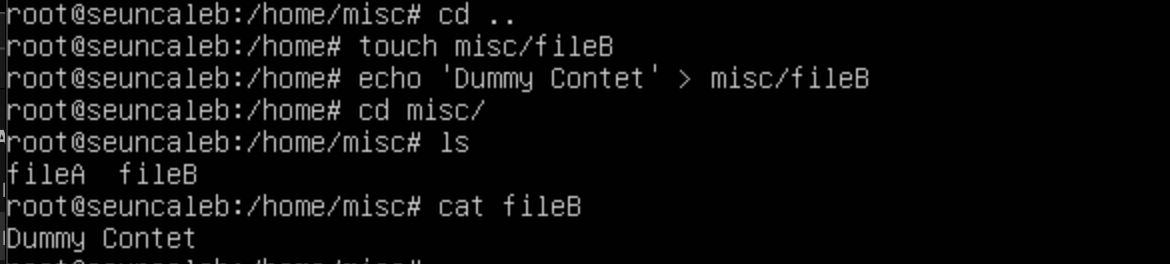 root@seuncaleb:/home/misc# cd ..
root@seuncaleb:/home# touch misc/fileB
root@seuncaleb:/home# echo 'Dummy Contet' > misc/fileB
root@seuncaleb:/home# cd misc/
root@seuncaleb:/home/misc# ls
fileA  fileB
root@seuncaleb:/home/misc# cat fileB
Dummy Contet